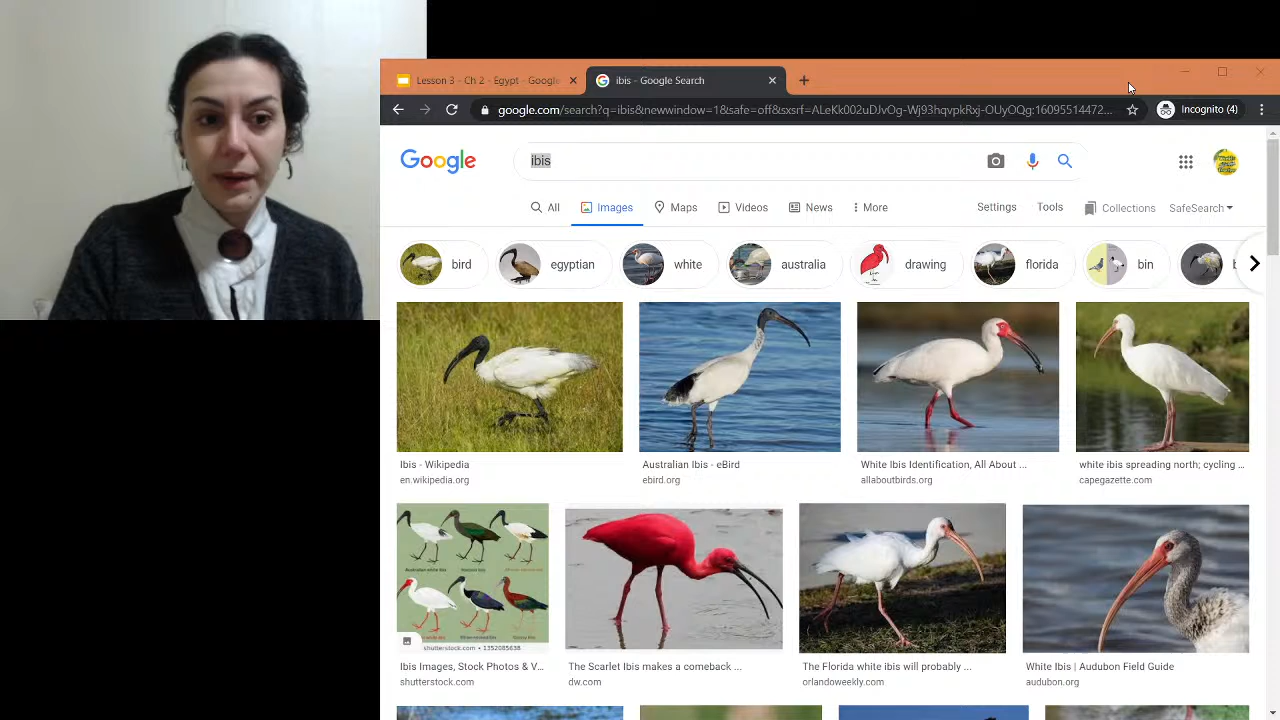 Lesson 3 - Ch 2 - Egypt - Google
ibis - Google Search
google.com/search?q=ibis&newwindow=1&safe=off&sxsrf=ALeKk002uDJvOg-Wj93hqvpkRxj-OUyOQg:16095514472...
Incognito (4)
Google
ibis
All
Images
Maps
Videos
News
More
Settings
Tools
Collections
SafeSearch
bird
egyptian
white
australia
drawing
florida
bin
Ibis - Wikipedia
en.wikipedia.org
Australian Ibis - eBird
ebird.org
White Ibis Identification, All About ...
allaboutbirds.org
white ibis spreading north; cycling ...
capegazette.com
shutterstock.com • 1352085638
Ibis Images, Stock Photos & V...
shutterstock.com
The Scarlet Ibis makes a comeback ...
dw.com
The Florida white ibis will probably ...
orlandoweekly.com
White Ibis | Audubon Field Guide
audubon.org